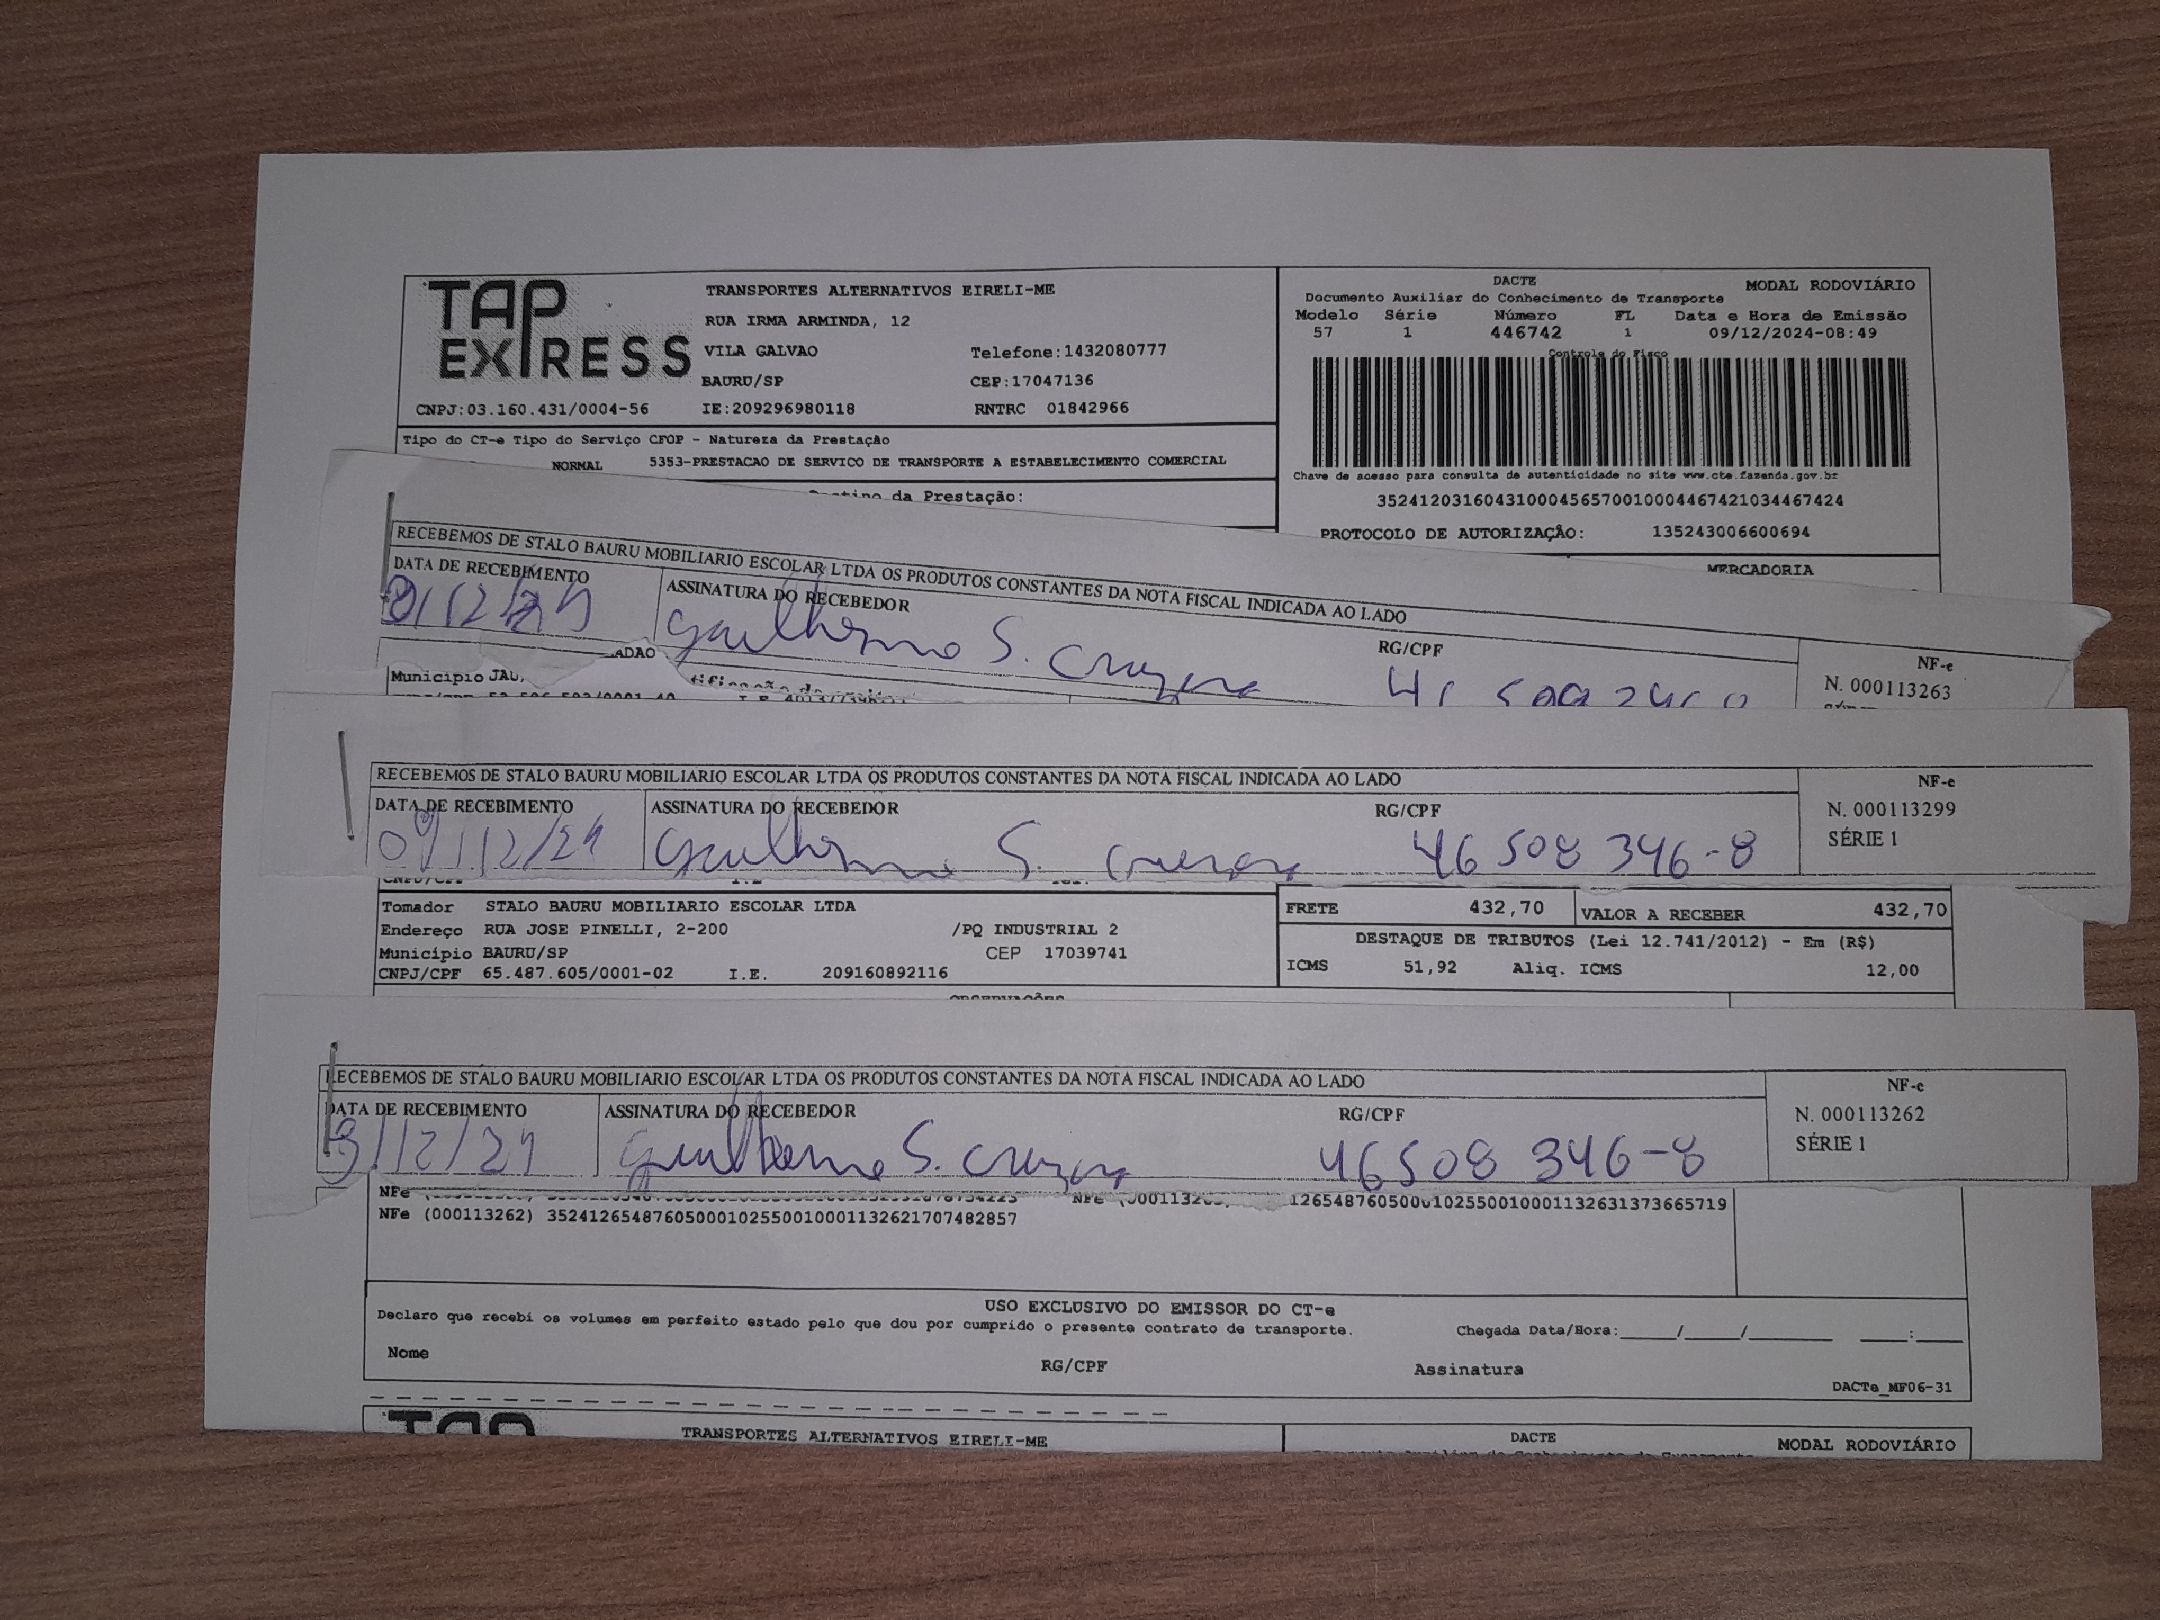 TAP EXPRESS
TRANSPORTES ALTERNATIVOS EIRELI-ME
RUA IRMA ARMINDA, 12
VILA GALVAO Telefone:1432080777
BAURU/SP CEP:17047136
CNPJ:03.160.431/0004-56 IE:209296980118 RNTRC 01842966
DACTE MODAL RODOVIÁRIO
Documento Auxiliar do Conhecimento de Transporte
Modelo Série Número FL Data e Hora de Emissão
57 1 446742 1 09/12/2024-08:49
Controle do Fisco
Chave de acesso para consulta de autenticidade no site www.cte.fazenda.gov.br
35241203160431000456570010004467421034467424
PROTOCOLO DE AUTORIZAÇÃO: 135243006600694
Tipo do CT-e Tipo do Serviço CFOP - Natureza da Prestação
NORMAL 5353-PRESTACAO DE SERVICO DE TRANSPORTE A ESTABELECIMENTO COMERCIAL
da Prestação:
MERCADORIA
RECEBEMOS DE STALO BAURU MOBILIARIO ESCOLAR LTDA OS PRODUTOS CONSTANTES DA NOTA FISCAL INDICADA AO LADO
DATA DE RECEBIMENTO ASSINATURA DO RECEBEDOR RG/CPF NF-e
Guilherme S. N. 000113263
Município JAU,
RECEBEMOS DE STALO BAURU MOBILIARIO ESCOLAR LTDA OS PRODUTOS CONSTANTES DA NOTA FISCAL INDICADA AO LADO NF-e
DATA DE RECEBIMENTO ASSINATURA DO RECEBEDOR RG/CPF N. 000113299
09/12/24 Guilherme S. 46 508 346-8 SÉRIE 1
Tomador STALO BAURU MOBILIARIO ESCOLAR LTDA
Endereço RUA JOSE PINELLI, 2-200 /PQ INDUSTRIAL 2
Município BAURU/SP CEP 17039741
CNPJ/CPF 65.487.605/0001-02 I.E. 209160892116
FRETE 432,70 VALOR A RECEBER 432,70
DESTAQUE DE TRIBUTOS (Lei 12.741/2012) - Em (R$)
ICMS 51,92 Aliq. ICMS 12,00
OBSERVAÇÕES
RECEBEMOS DE STALO BAURU MOBILIARIO ESCOLAR LTDA OS PRODUTOS CONSTANTES DA NOTA FISCAL INDICADA AO LADO NF-e
DATA DE RECEBIMENTO ASSINATURA DO RECEBEDOR RG/CPF N. 000113262
9/12/24 Guilherme S. 46508 346-8 SÉRIE 1
NFe (000113262) 35241265487605000102550010001132621707482857
USO EXCLUSIVO DO EMISSOR DO CT-e
Declaro que recebi os volumes em perfeito estado pelo que dou por cumprido o presente contrato de transporte. Chegada Data/Hora:_____/_____/________ ____:____
Nome RG/CPF Assinatura
DACTe_MF06-31
TRANSPORTES ALTERNATIVOS EIRELI-ME DACTE MODAL RODOVIÁRIO